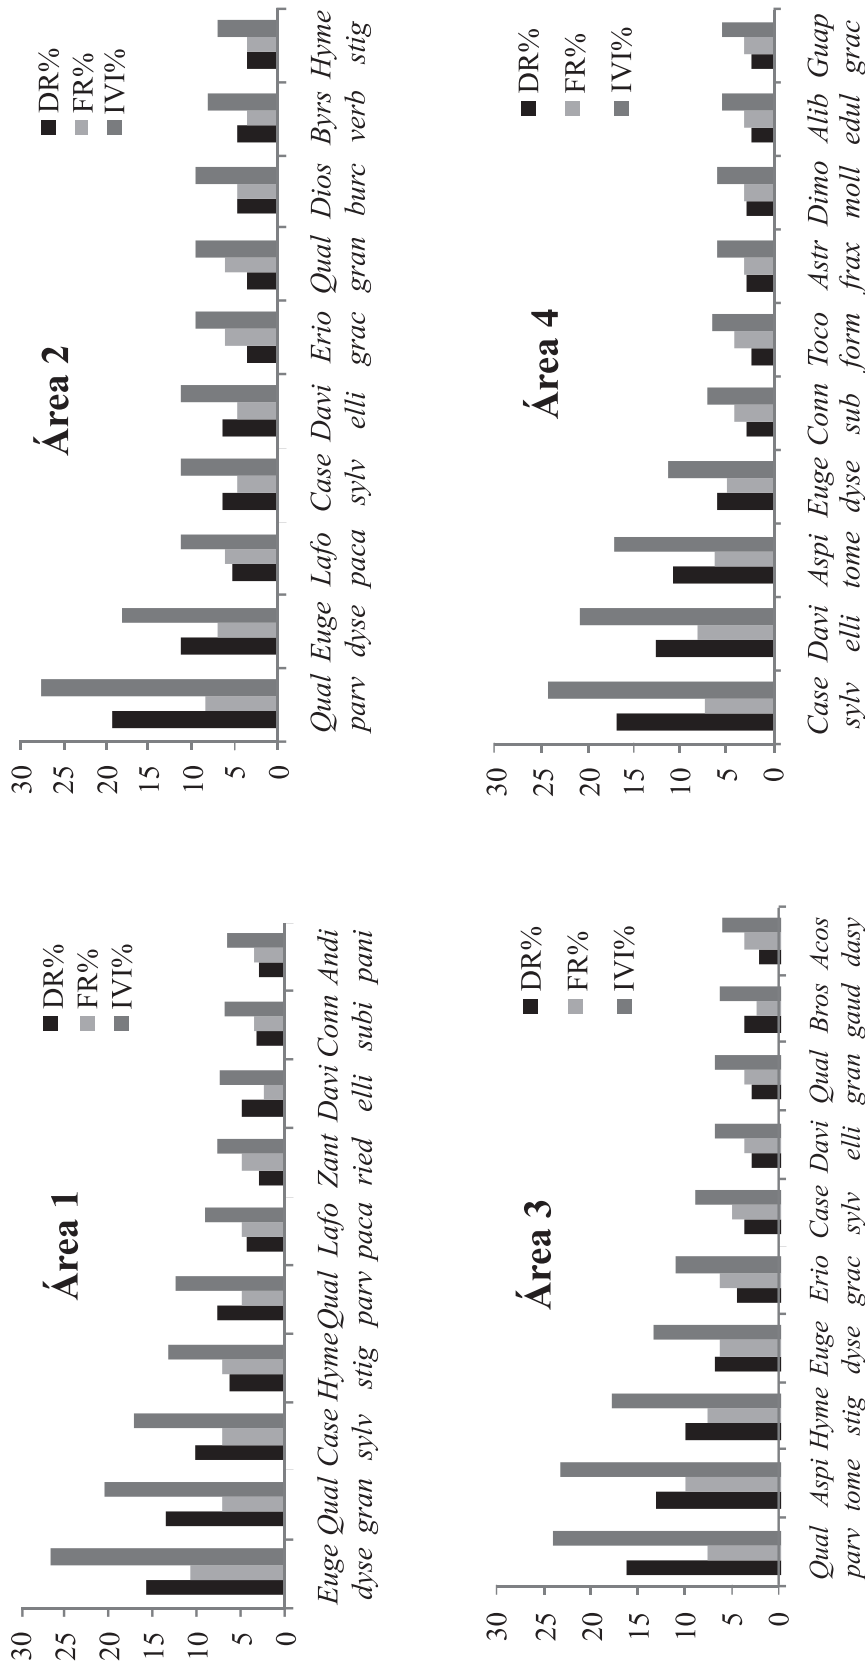 Área 1
30
25
20
15
10
5
0
DR%
FR%
IVI%
Euge Qual Case Hyme Qual Lafo Zant Davi Conn Andi
dyse gran sylv stig parv paca ried elli subi pani
Área 2
30
25
20
15
10
5
0
DR%
FR%
IVI%
Qual Euge Lafo Case Davi Erio Qual Dios Byrs Hyme
parv dyse paca sylv elli grac gran burc verb stig
Área 3
30
25
20
15
10
5
0
DR%
FR%
IVI%
Qual Aspi Hyme Euge Erio Case Davi Qual Bros Acos
parv tome stig dyse grac sylv elli gran gaud dasy
Área 4
30
25
20
15
10
5
0
DR%
FR%
IVI%
Case Davi Aspi Euge Conn Toco Astr Dimo Alib Guap
sylv elli tome dyse sub form frax moll edul grac